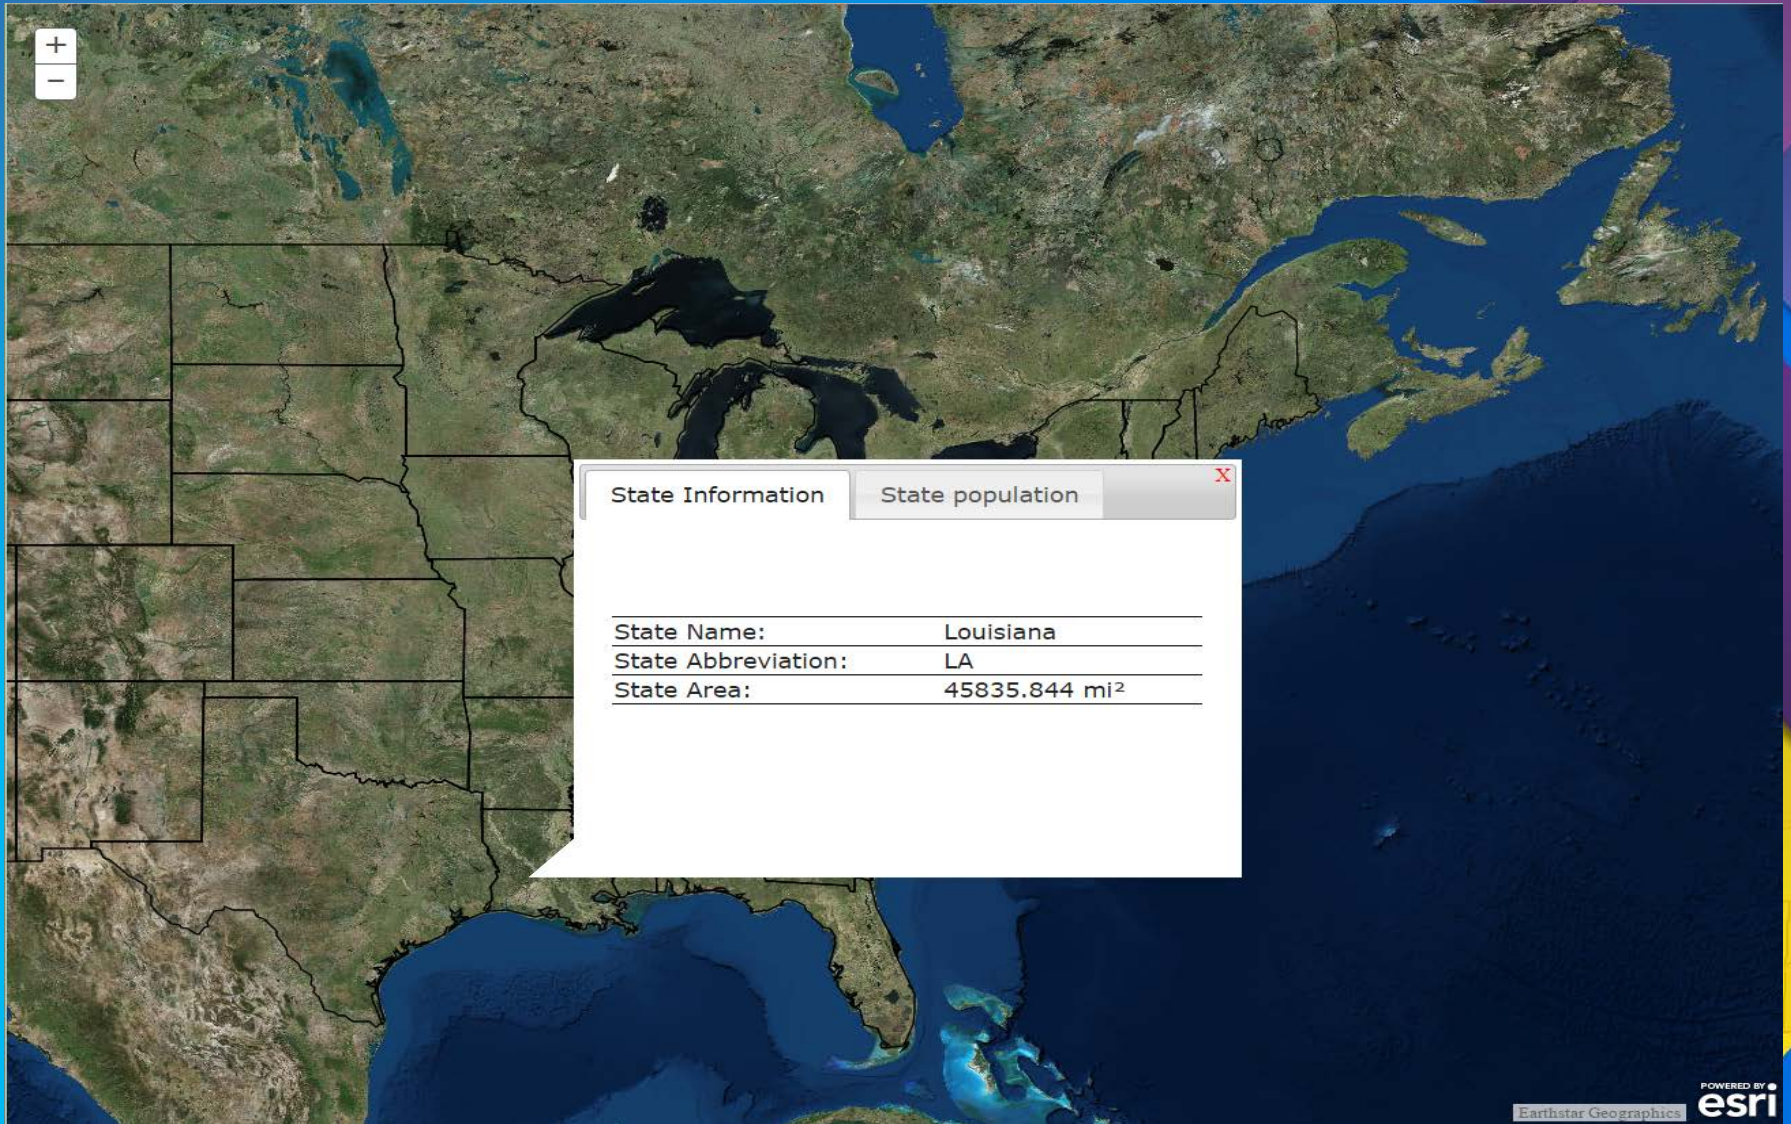 +
−
State Information State population X
State Name: Louisiana
State Abbreviation: LA
State Area: 45835.844 mi²
POWERED BY
esri
Earthstar Geographics